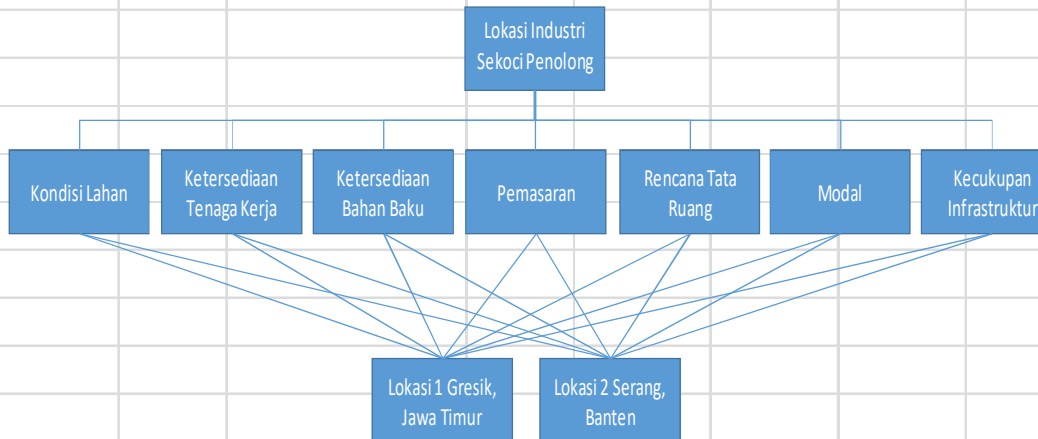 Lokasi Industri
Sekoci Penolong
Kondisi Lahan
Ketersediaan
Tenaga Kerja
Ketersediaan
Bahan Baku
Pemasaran
Rencana Tata
Ruang
Modal
Kecukupan
Infrastruktur
Lokasi 1 Gresik,
Jawa Timur
Lokasi 2 Serang,
Banten